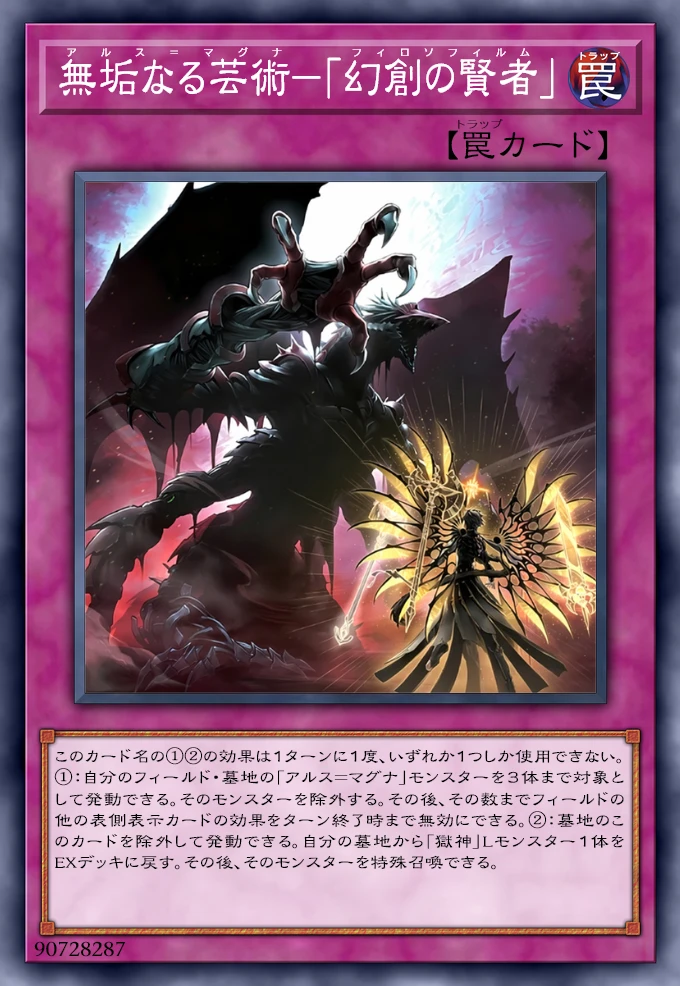 アルス＝マグナ フィロソフィルム
無垢なる芸術－「幻創の賢者」 トラップ 罠
トラップ
【罠カード】
このカード名の①②の効果は１ターンに１度、いずれか１つしか使用できない。
①：自分のフィールド・墓地の「アルス＝マグナ」モンスターを３体まで対象と
して発動できる。そのモンスターを除外する。その後、その数までフィールドの
他の表側表示カードの効果をターン終了時まで無効にできる。②：墓地のこ
のカードを除外して発動できる。自分の墓地から「獄神」Lモンスター１体を
EXデッキに戻す。その後、そのモンスターを特殊召喚できる。
90728287